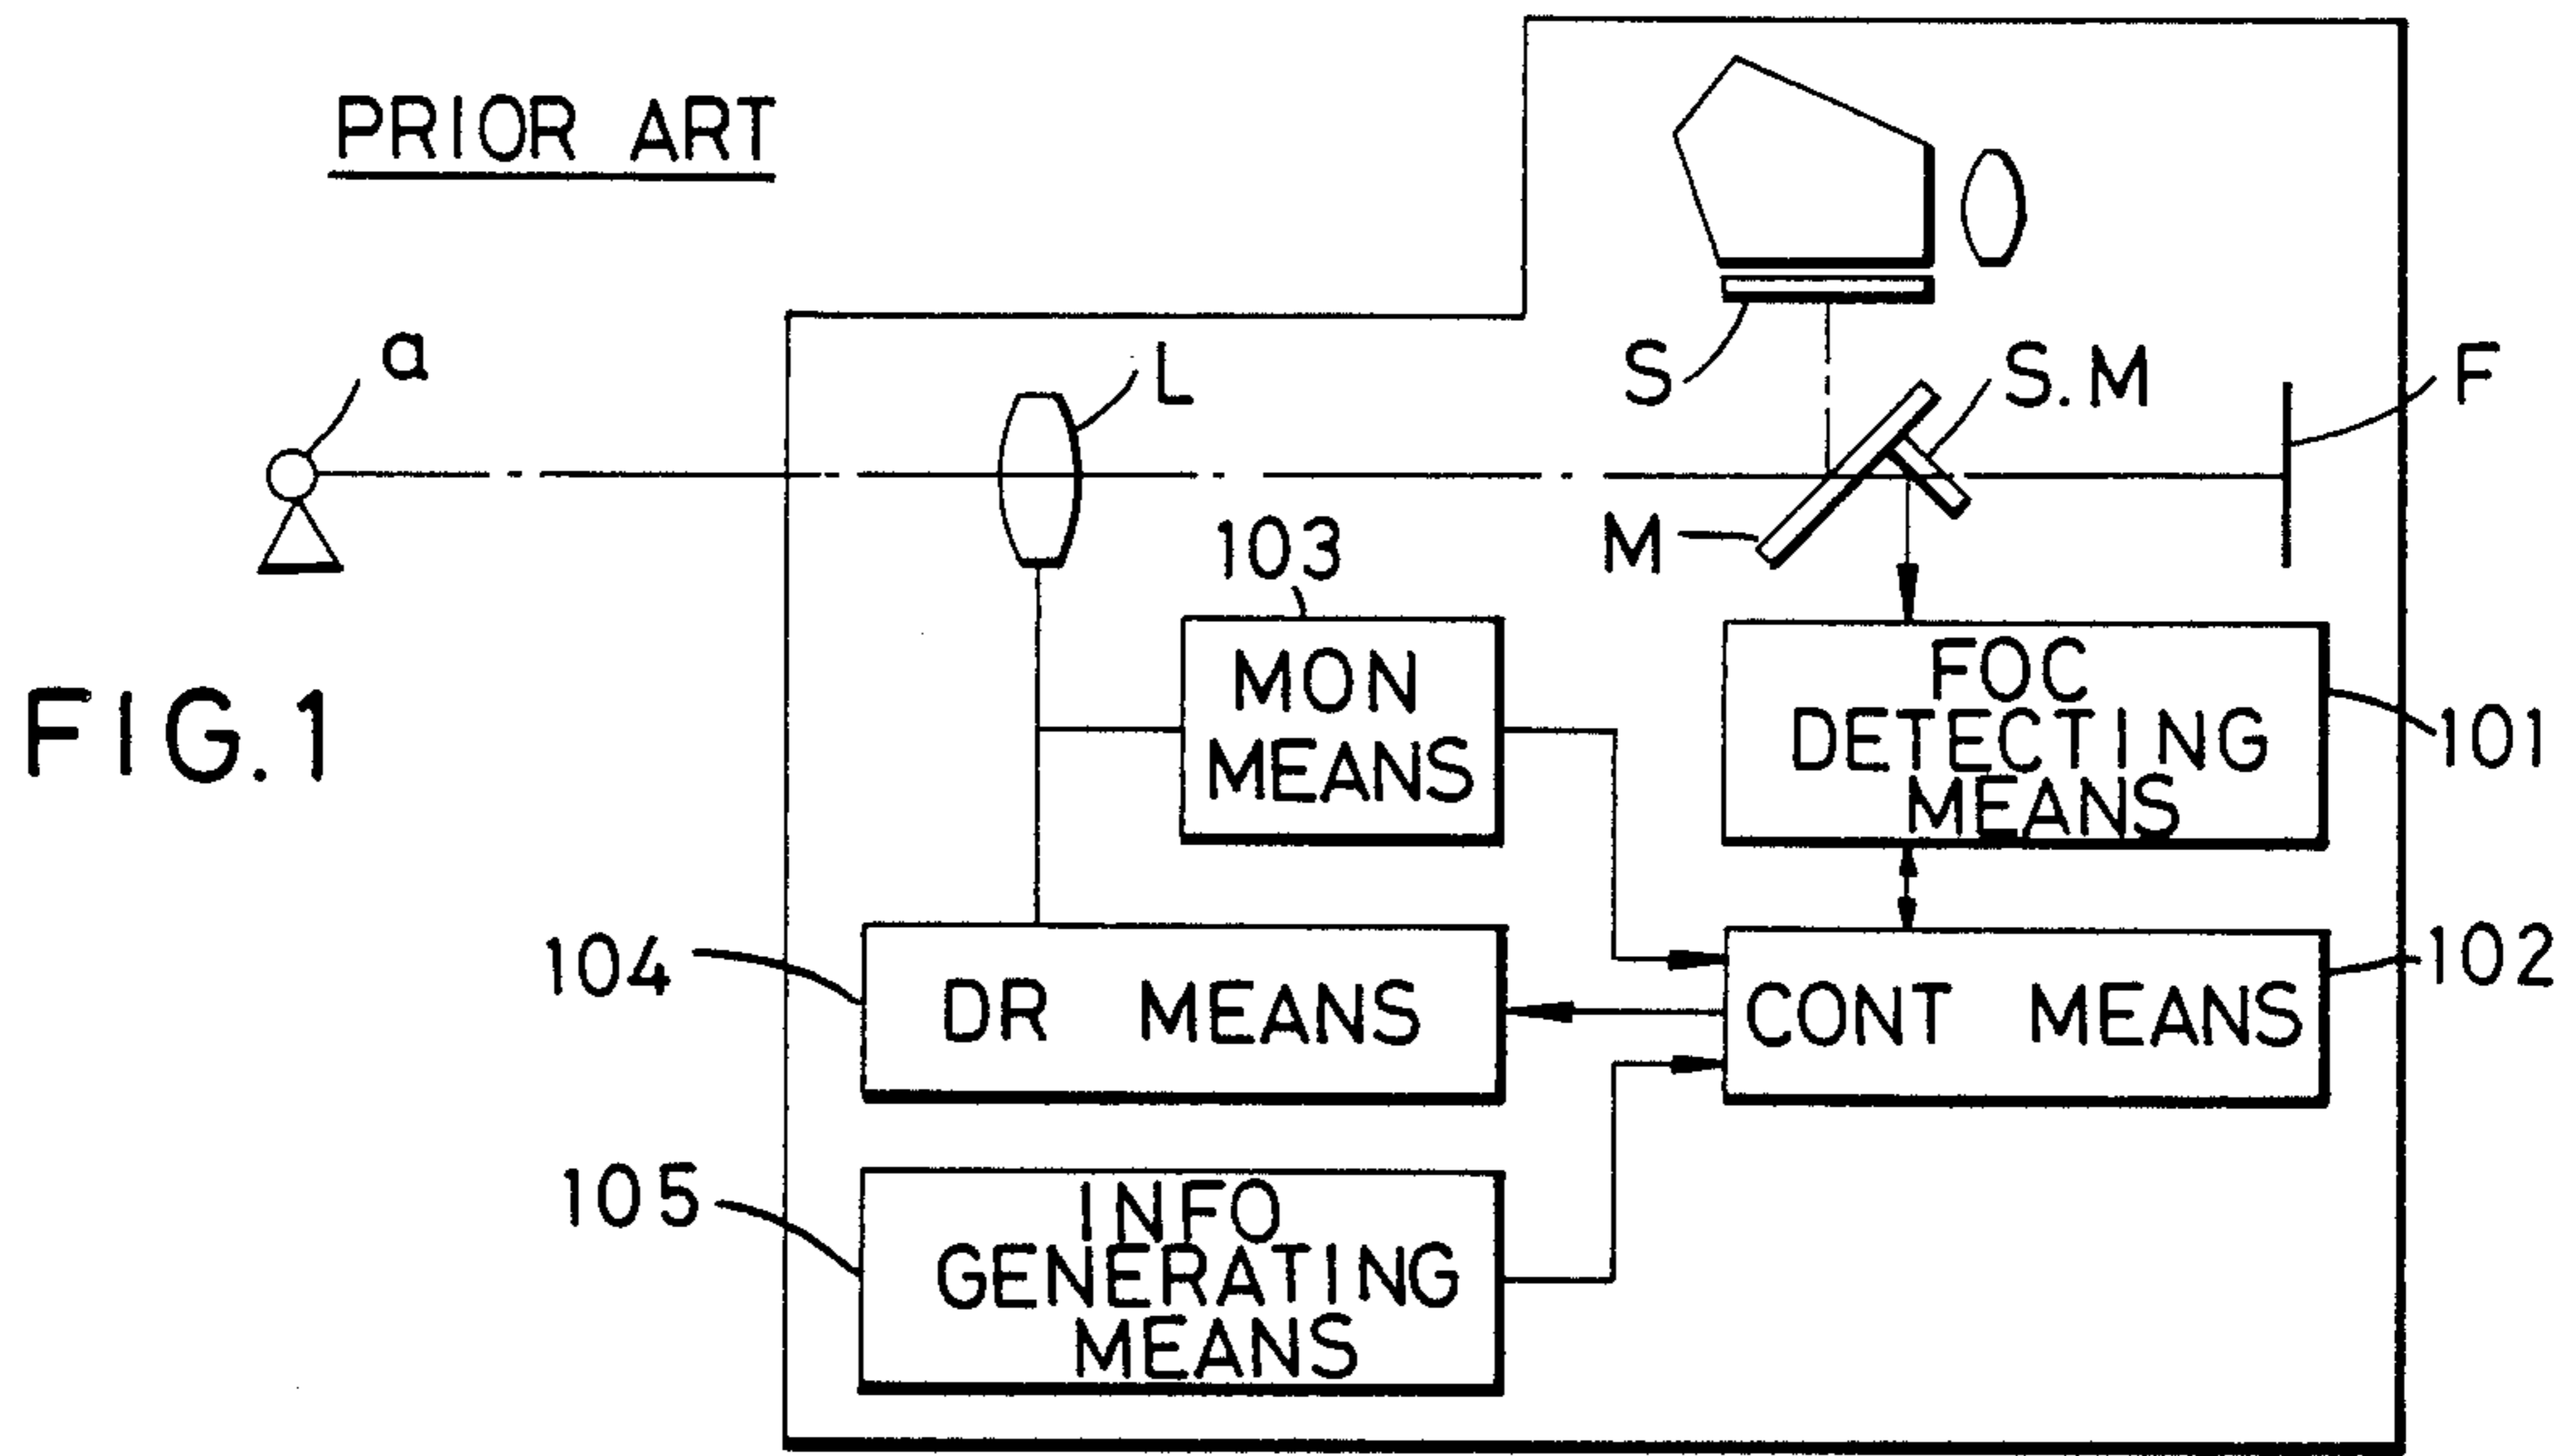 PRIOR ART
a
L
S
S.M
F
M
103
MON
MEANS
FOC
DETECTING
MEANS
101
FIG.1
104
DR MEANS
CONT MEANS
102
105
INFO
GENERATING
MEANS